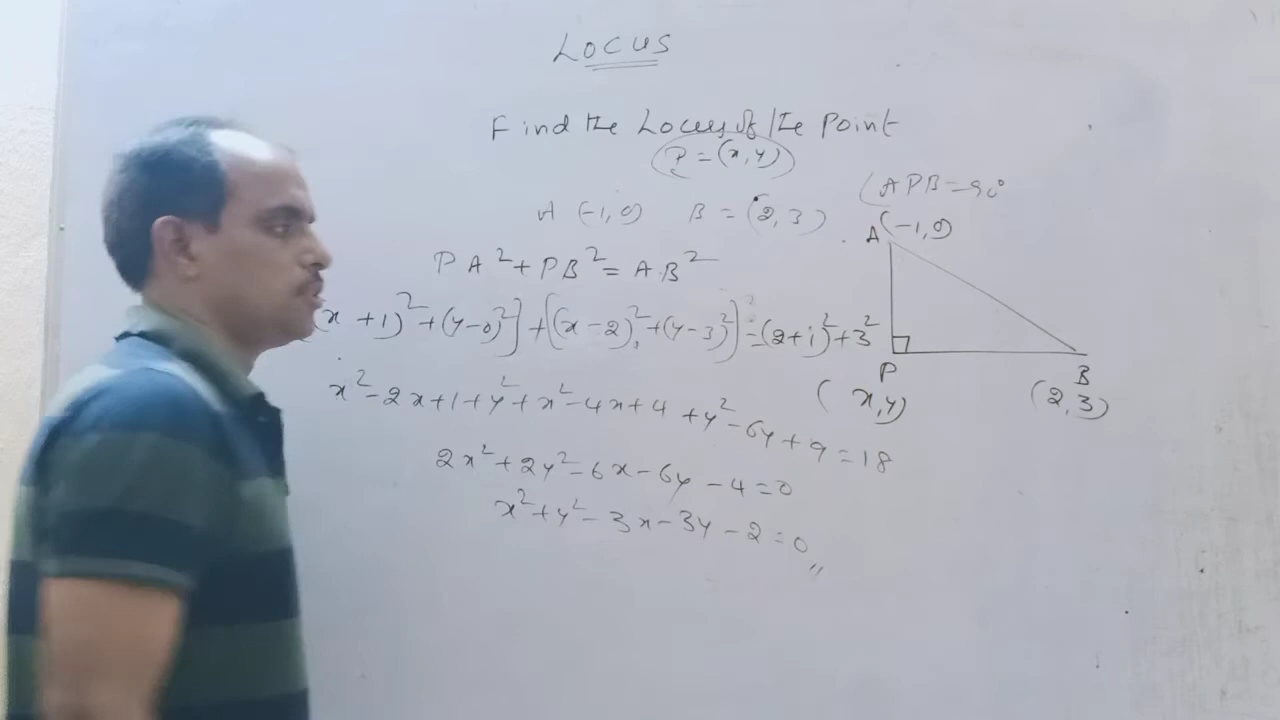 LOCUS
Find the Locus of the Point
P = (x, y)
A (-1, 0) B = (2, 3)
PA² + PB² = AB²
(x + 1)² + (y - 0)²] + [(x - 2)² + (y - 3)²] = (2 + 1)² + 3²
x² - 2x + 1 + y² + x² - 4x + 4 + y² - 6y + 9 = 18
2x² + 2y² - 6x - 6y - 4 = 0
x² + y² - 3x - 3y - 2 = 0,,
(APB = 90°
A (-1, 0)
P B
(x, y) (2, 3)